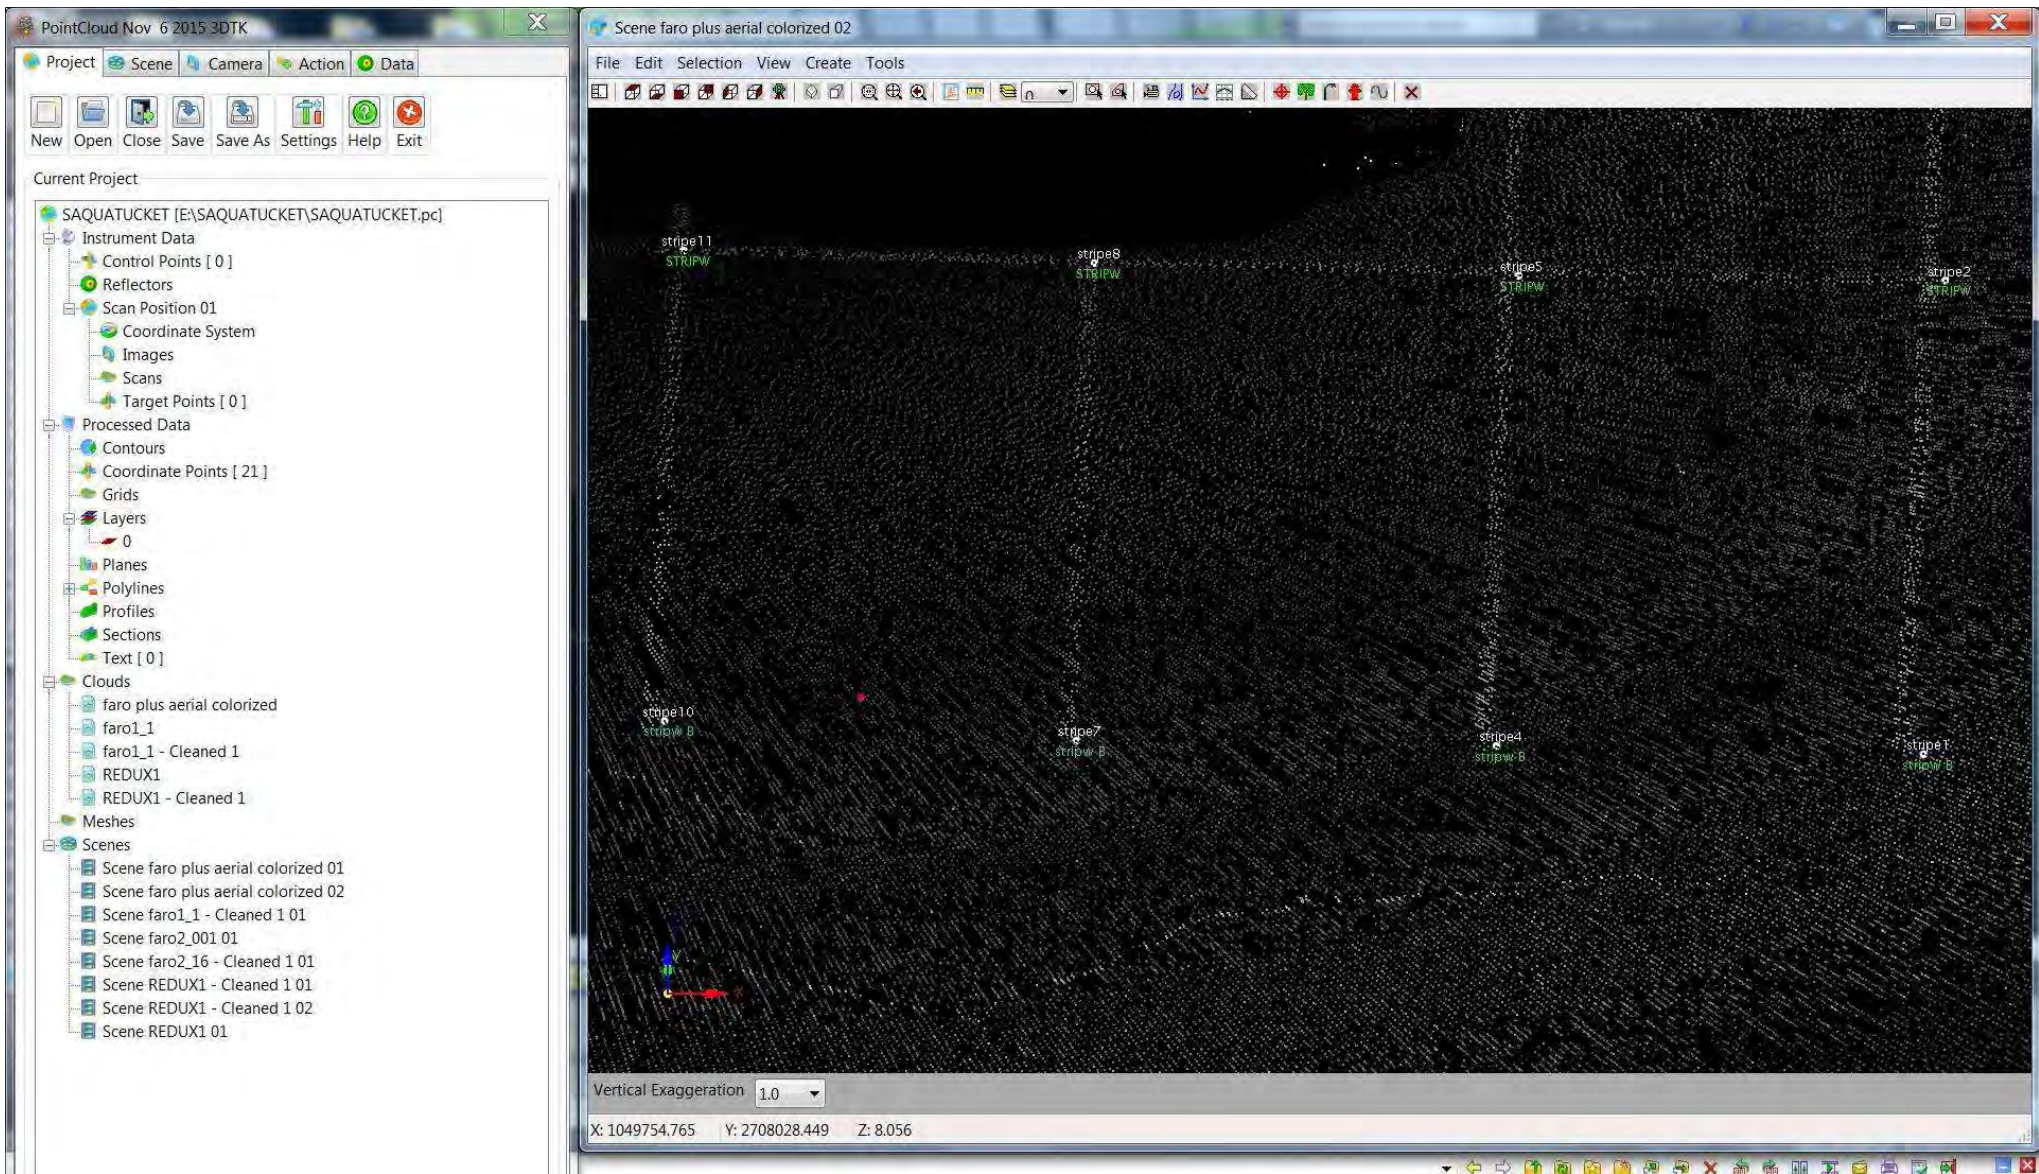 PointCloud Nov 6 2015 3DTK
Project Scene Camera Action Data
New Open Close Save Save As Settings Help Exit
Current Project
SAQUATUCKET [E:\SAQUATUCKET\SAQUATUCKET.pc]
Instrument Data
Control Points [ 0 ]
Reflectors
Scan Position 01
Coordinate System
Images
Scans
Target Points [ 0 ]
Processed Data
Contours
Coordinate Points [ 21 ]
Grids
Layers
0
Planes
Polylines
Profiles
Sections
Text [ 0 ]
Clouds
faro plus aerial colorized
faro1_1
faro1_1 - Cleaned 1
REDUX1
REDUX1 - Cleaned 1
Meshes
Scenes
Scene faro plus aerial colorized 01
Scene faro plus aerial colorized 02
Scene faro1_1 - Cleaned 1 01
Scene faro2_001 01
Scene faro2_16 - Cleaned 1 01
Scene REDUX1 - Cleaned 1 01
Scene REDUX1 - Cleaned 1 02
Scene REDUX1 01
Scene faro plus aerial colorized 02
File Edit Selection View Create Tools
stripe11
STRIPW
stripe8
STRIPW
stripe5
STRIPW
stripe2
STRIPW
stripe10
stripw B
stripe7
stripw-B
stripe4
stripw-B
stripe1
stripw B
Y
X
Vertical Exaggeration 1.0
X: 1049754.765 Y: 2708028.449 Z: 8.056